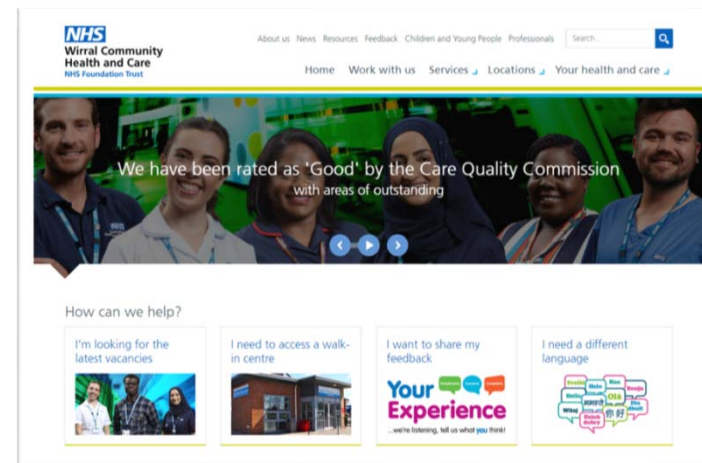 NHS
Wirral Community
Health and Care
NHS Foundation Trust
About us News Resources Feedback Children and Young People Professionals Search...
Home Work with us Services Locations Your health and care
We have been rated as 'Good' by the Care Quality Commission
with areas of outstanding
How can we help?
I'm looking for the
latest vacancies
I need to access a walk-
in centre
I want to share my
feedback
Your
Experience
...we're listening, tell us what you think!
I need a different
language
Hola
Olá
你好
Dzień
dobry